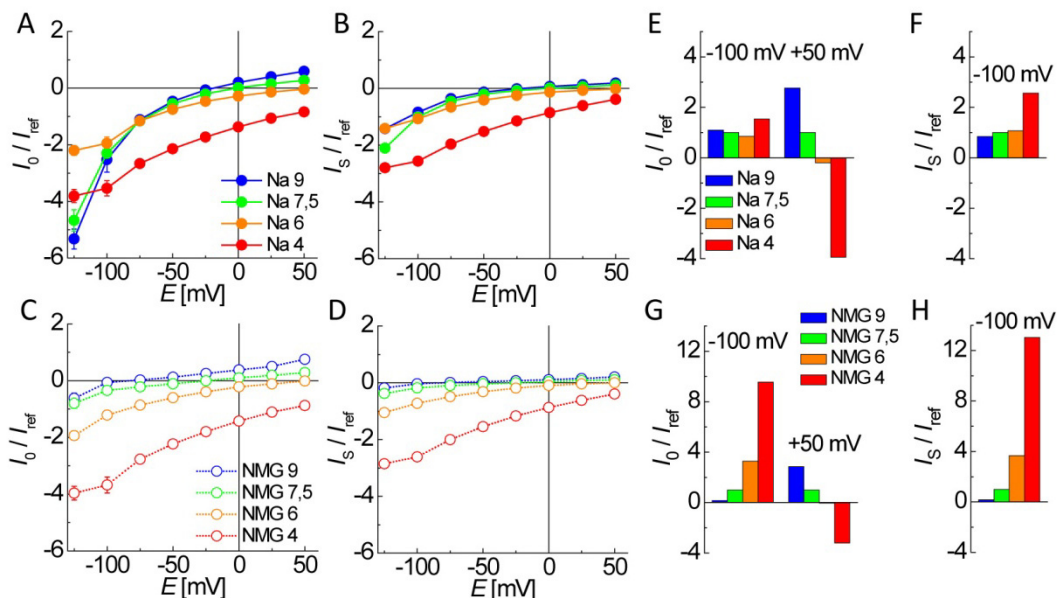 A
I0 / Iref
2
0
-2
-4
-6
-100
-50
0
50
E [mV]
Na 9
Na 7,5
Na 6
Na 4
B
IS / Iref
2
0
-2
-4
-6
-100
-50
0
50
E [mV]
E
-100 mV
+50 mV
I0 / Iref
4
2
0
2
4
Na 9
Na 7,5
Na 6
Na 4
F
-100 mV
IS / Iref
4
2
0
2
4
C
I0 / Iref
2
0
-2
-4
-6
-100
-50
0
50
E [mV]
NMG 9
NMG 7,5
NMG 6
NMG 4
D
IS / Iref
2
0
-2
-4
-6
-100
-50
0
50
E [mV]
G
-100 mV
+50 mV
I0 / Iref
12
8
4
0
-4
NMG 9
NMG 7,5
NMG 6
NMG 4
H
-100 mV
IS / Iref
12
8
4
0
-4